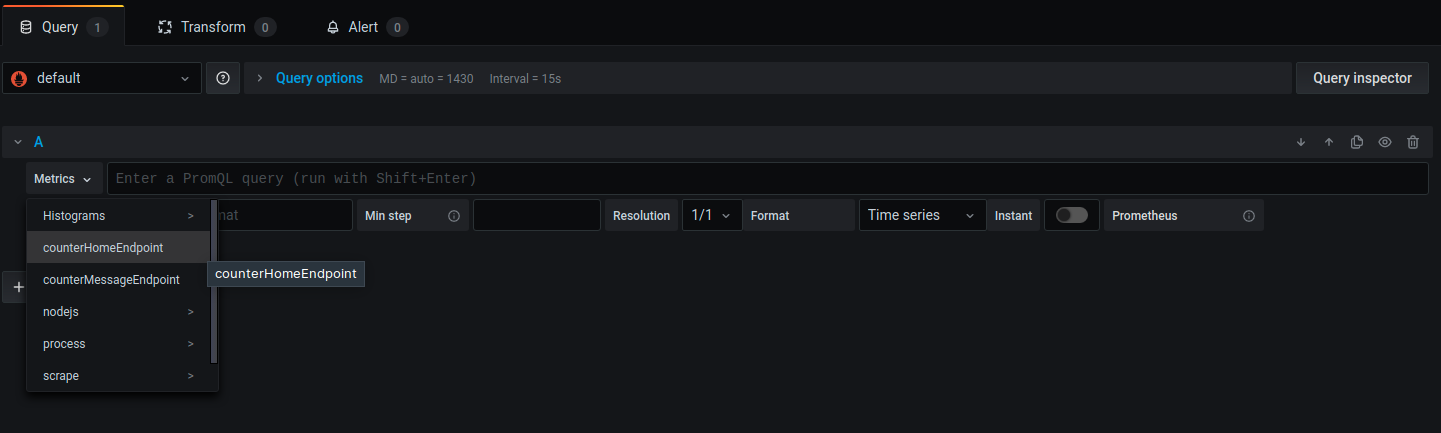 Query 1 Transform 0 Alert 0
default Query options MD = auto = 1430 Interval = 15s Query inspector
A
Metrics Enter a PromQL query (run with Shift+Enter)
Histograms > Min step Resolution 1/1 Format Time series Instant Prometheus
counterHomeEndpoint
counterHomeEndpoint
counterMessageEndpoint
nodejs >
process >
scrape >